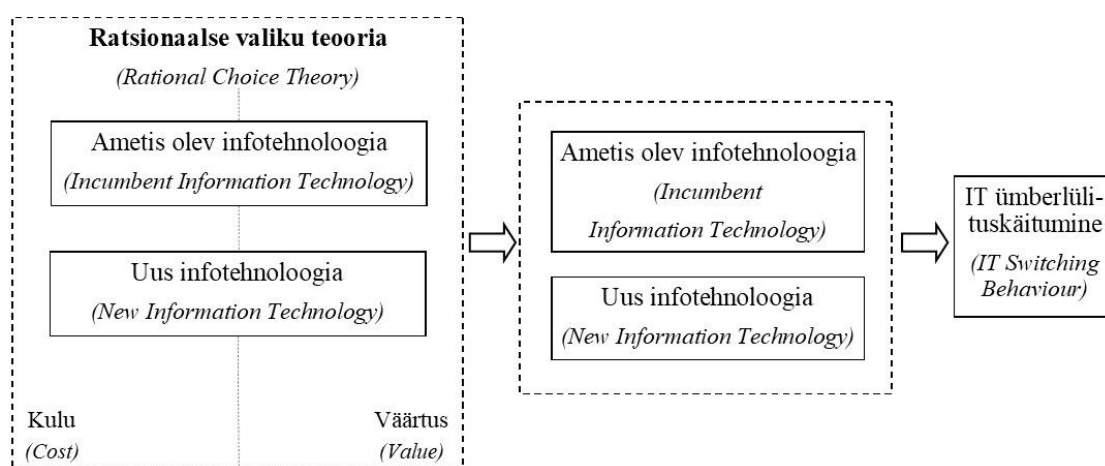 Ratsionaalse valiku teooria
(Rational Choice Theory)
Ametis olev infotehnoloogia
(Incumbent Information Technology)
Uus infotehnoloogia
(New Information Technology)
Kulu
(Cost)
Väärtus
(Value)
Ametis olev infotehnoloogia
(Incumbent
Information Technology)
Uus infotehnoloogia
(New Information Technology)
IT ümberlüli-
tuskäitumine
(IT Switching
Behaviour)